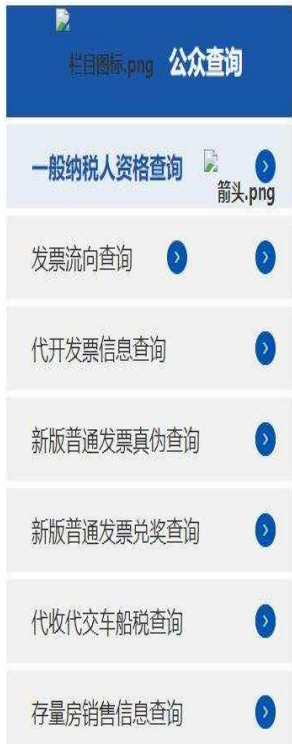 栏目图标.png 公众查询
一般纳税人资格查询
箭头.png
发票流向查询
代开发票信息查询
新版普通发票真伪查询
新版普通发票兑奖查询
代收代交车船税查询
存量房销售信息查询